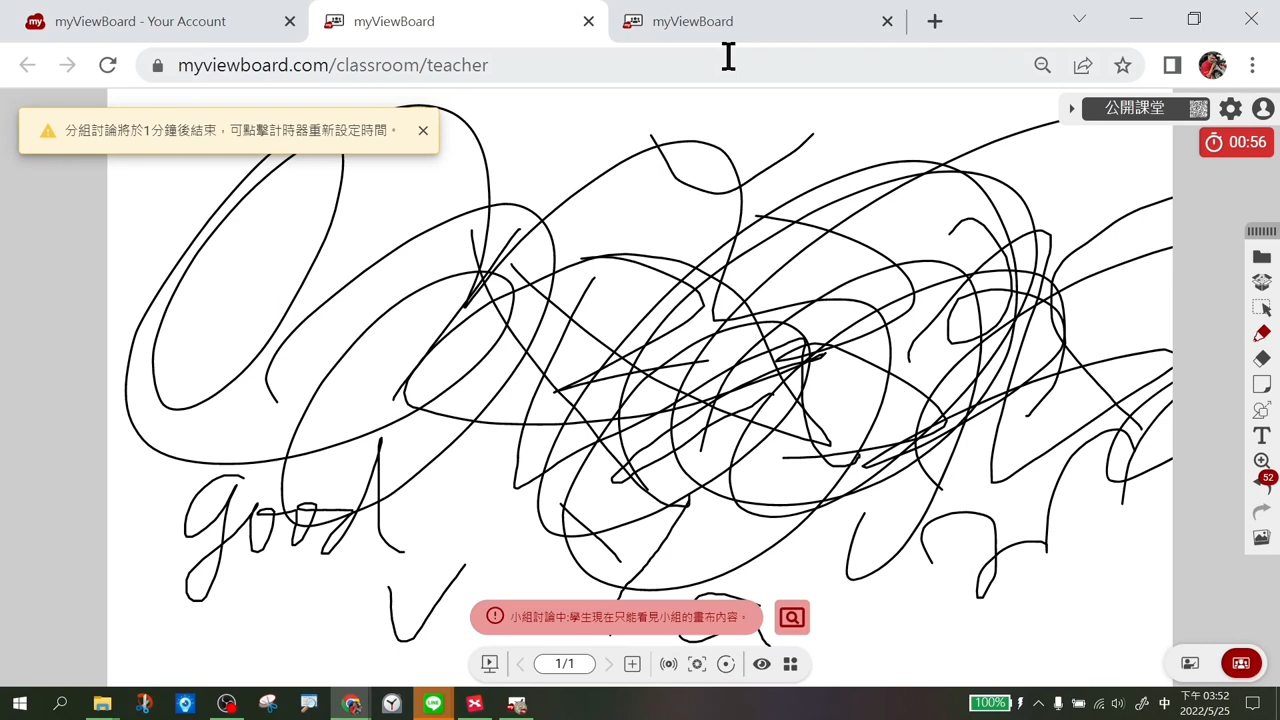 myViewBoard - Your Account
myViewBoard
myViewBoard
myviewboard.com/classroom/teacher
分組討論將於1分鐘後結束，可點擊計時器重新設定時間。
公開課堂
00:56
52
good
小組討論中:學生現在只能看見小組的畫布內容。
1/1
100%
中
下午 03:52
2022/5/25